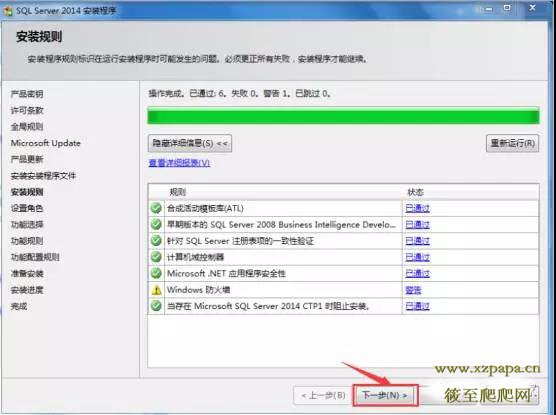 SQL Server 2014 安装程序
安装规则
安装程序规则标识在运行安装程序时可能发生的问题。必须更正所有失败，安装程序才能继续。
产品密钥
许可条款
全局规则
Microsoft Update
产品更新
安装安装程序文件
安装规则
设置角色
功能选择
功能规则
功能配置规则
准备安装
安装进度
完成
操作完成。已通过: 6。失败 0。警告 1。已跳过 0。
隐藏详细信息(S) <<
重新运行(R)
查看详细报表(V)
规则 状态
合成活动模板库(ATL) 已通过
早期版本的 SQL Server 2008 Business Intelligence Develo... 已通过
针对 SQL Server 注册表项的一致性验证 已通过
计算机域控制器 已通过
Microsoft .NET 应用程序安全性 已通过
Windows 防火墙 警告
当存在 Microsoft SQL Server 2014 CTP1 时阻止安装。 已通过
< 上一步(B) 下一步(N) >
www.xzpapa.cn
筱至爬爬网